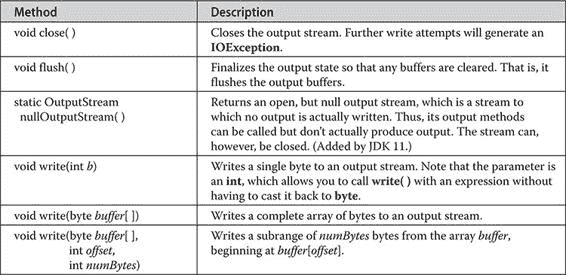 Method Description
void close( ) Closes the output stream. Further write attempts will generate an
IOException.
void flush( ) Finalizes the output state so that any buffers are cleared. That is, it
flushes the output buffers.
static OutputStream Returns an open, but null output stream, which is a stream to
nullOutputStream( ) which no output is actually written. Thus, its output methods
can be called but don't actually produce output. The stream can,
however, be closed. (Added by JDK 11.)
void write(int b) Writes a single byte to an output stream. Note that the parameter is
an int, which allows you to call write( ) with an expression without
having to cast it back to byte.
void write(byte buffer[ ]) Writes a complete array of bytes to an output stream.
void write(byte buffer[ ], Writes a subrange of numBytes bytes from the array buffer,
int offset, beginning at buffer[offset].
int numBytes)